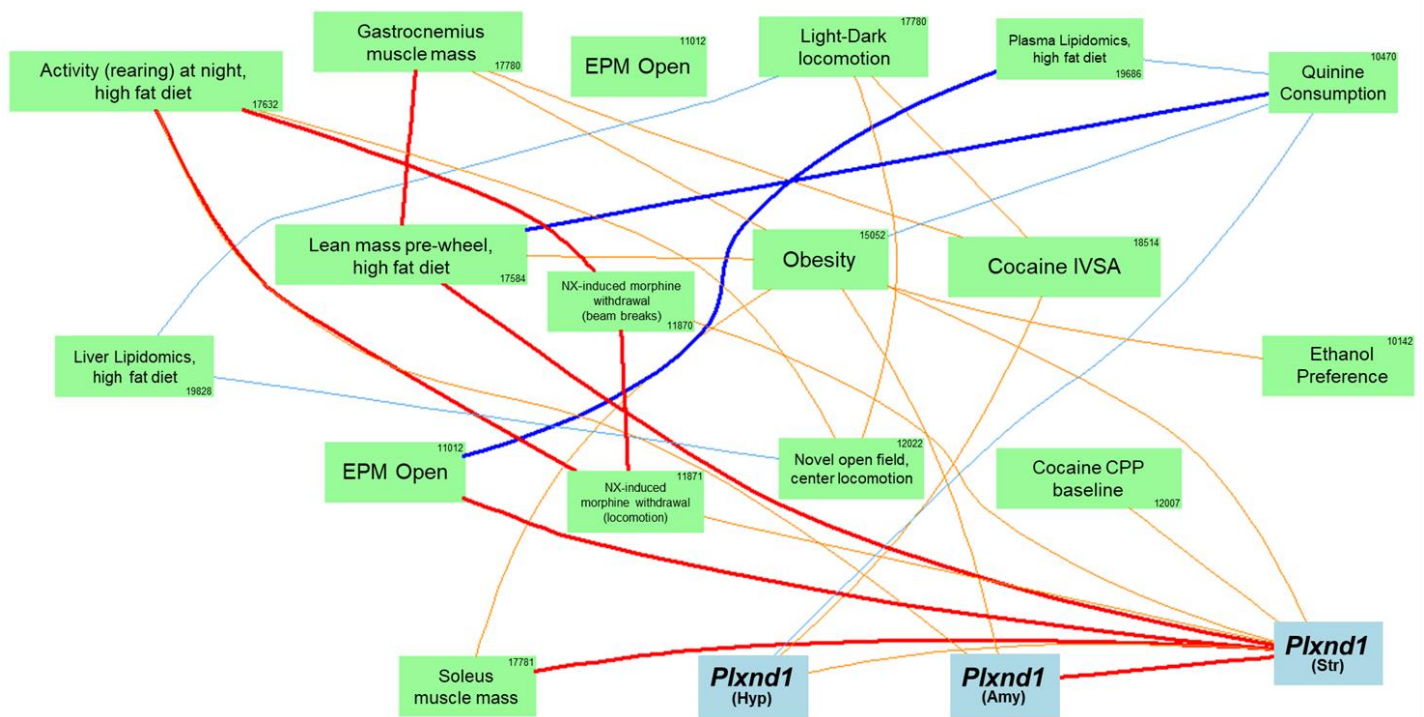 Gastrocnemius
muscle mass
17780
11012
EPM Open
17780
Light-Dark
locomotion
Plasma Lipidomics,
high fat diet
19686
10470
Quinine
Consumption
Activity (rearing) at night,
high fat diet
17632
Lean mass pre-wheel,
high fat diet
17584
15052
Obesity
18514
Cocaine IVSA
NX-induced morphine
withdrawal
(beam breaks)
11870
Liver Lipidomics,
high fat diet
19828
10142
Ethanol
Preference
11012
EPM Open
11871
NX-induced
morphine withdrawal
(locomotion)
12022
Novel open field,
center locomotion
Cocaine CPP
baseline
12007
Soleus
muscle mass
17781
Plxnd1
(Hyp)
Plxnd1
(Amy)
Plxnd1
(Str)